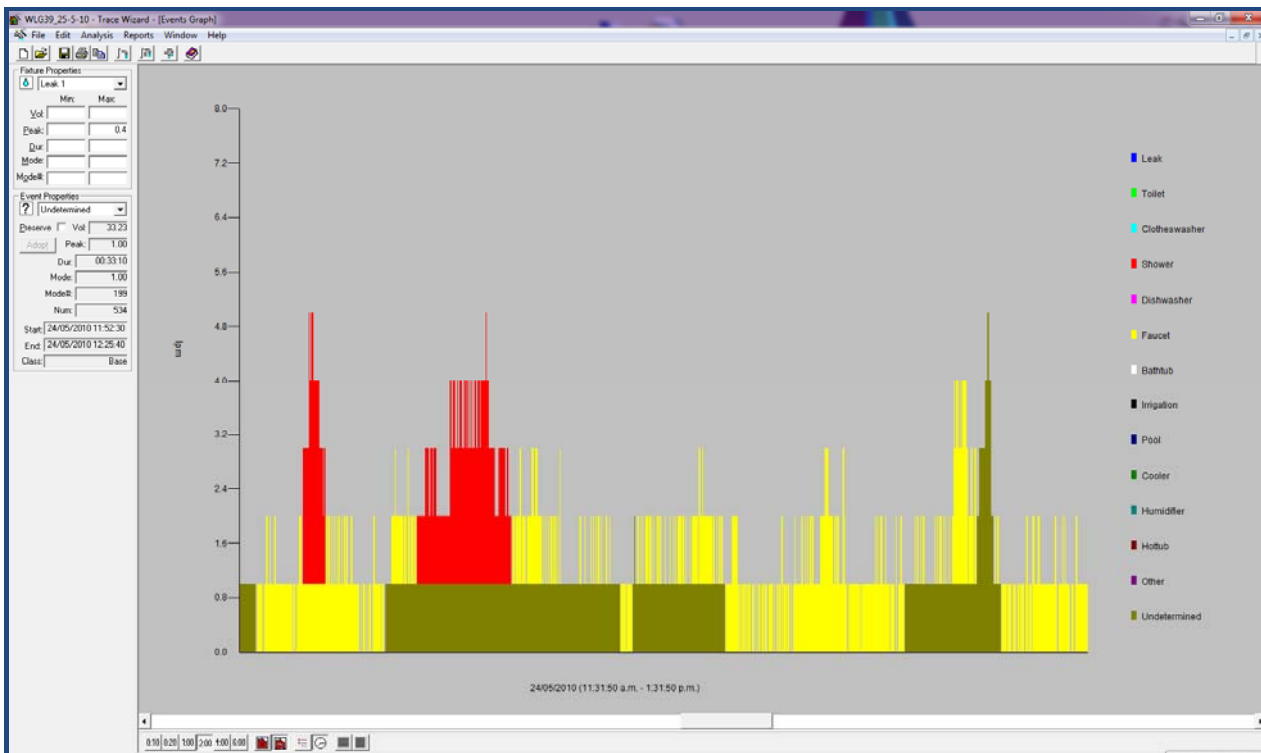 WLG39_25-5-10 - Trace Wizard - [Events Graph]
File Edit Analysis Reports Window Help
Fixture Properties
Leak 1
Min: Max:
Vol:
Peak: 0.4
Dur:
Mode:
Mode#:
Event Properties
? Undetermined
Preserve Vol: 33.23
Adopt Peak: 1.00
Dur: 00:33:10
Mode: 1.00
Mode#: 199
Num: 534
Start: 24/05/2010 11:52:30
End: 24/05/2010 12:25:40
Class: Base
8.0
7.2
6.4
5.6
4.8
4.0
3.2
2.4
1.6
0.8
0.0
lpm
24/05/2010 (11:31:50 a.m. - 1:31:50 p.m.)
Leak
Toilet
Clotheswasher
Shower
Dishwasher
Faucet
Bathtub
Irrigation
Pool
Cooler
Humidifier
Hottub
Other
Undetermined
0:10 0:20 1:00 2:00 4:00 6:00